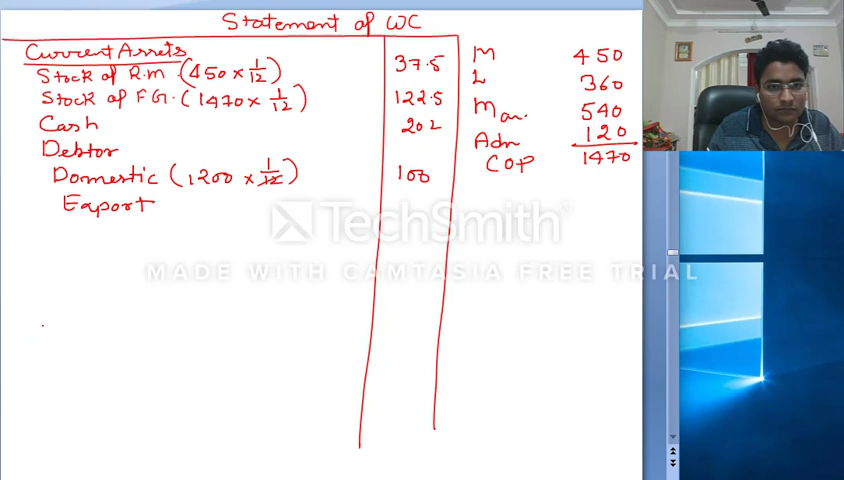 Statement of WC
Current Assets
Stock of R.m (450 x 1/12) 37.5
Stock of FG. (1470 x 1/12) 122.5
Cash 202
Debtor
Domestic (1200 x 1/12) 100
Export
M 450
L 360
Man. 540
Adm 120
COP 1470
TechSmith
MADE WITH CAMTASIA FREE TRIAL